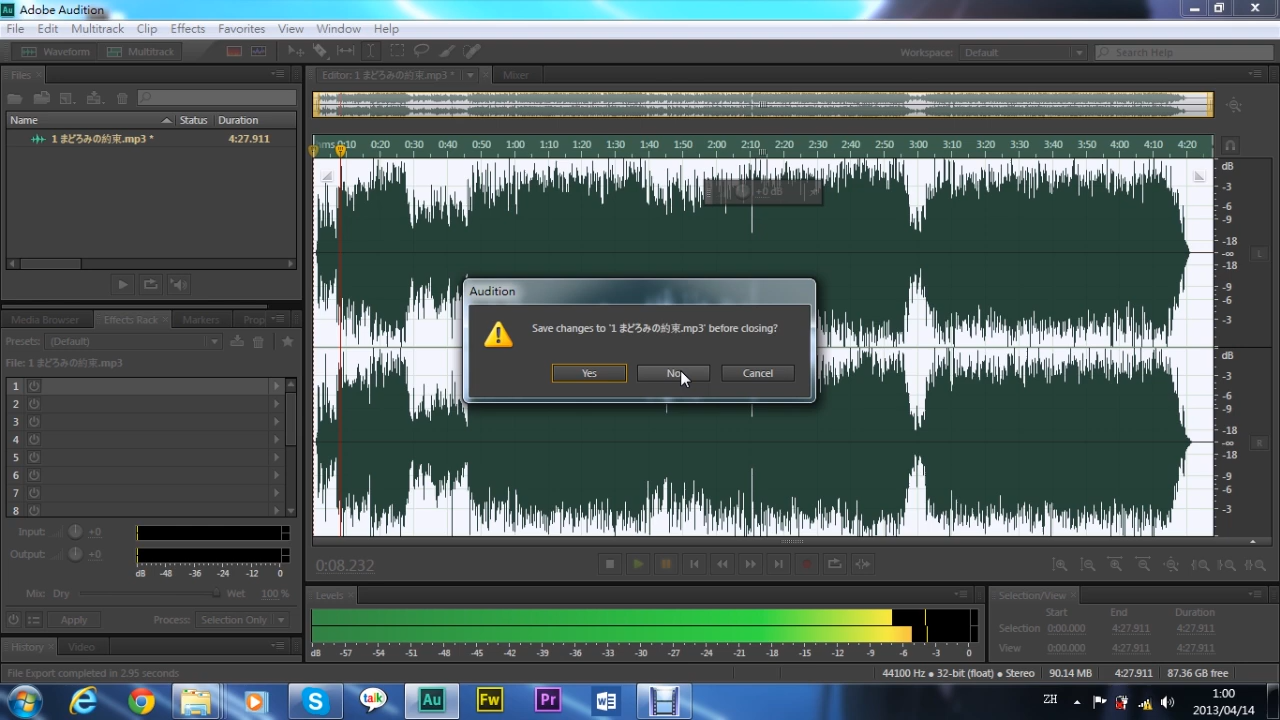 Au Adobe Audition
File Edit Multitrack Clip Effects Favorites View Window Help
Waveform Multitrack Workspace: Default Search Help
Files Editor: 1 まどろみの約束.mp3 * Mixer
Name Status Duration
1 まどろみの約束.mp3 * 4:27.911
hms 0:10 0:20 0:30 0:40 0:50 1:00 1:10 1:20 1:30 1:40 1:50 2:00 2:10 2:20 2:30 2:40 2:50 3:00 3:10 3:20 3:30 3:40 3:50 4:00 4:10 4:20
dB
-3
-6
-9
-18
-∞
-18
-9
-6
-3
dB
-3
-6
-9
-18
-∞
-18
-9
-6
-3
L
R
+0 dB
Audition
Save changes to '1 まどろみの約束.mp3' before closing?
Yes No Cancel
Media Browser Effects Rack Markers Prop
Presets: (Default)
File: 1 まどろみの約束.mp3
1
2
3
4
5
6
7
8
Input: +0
Output: +0
dB -48 -36 -24 -12 0
Mix: Dry Wet 100 %
Apply Process: Selection Only
History Video
0:08.232
Levels
dB -57 -54 -51 -48 -45 -42 -39 -36 -33 -30 -27 -24 -21 -18 -15 -12 -9 -6 -3 0
Selection/View
Start End Duration
Selection 0:00.000 4:27.911 4:27.911
View 0:00.000 4:27.911 4:27.911
File Export completed in 2.95 seconds
44100 Hz • 32-bit (float) • Stereo 90.14 MB 4:27.911 87.36 GB free
talk Au Fw Pr W
ZH 1:00
2013/04/14